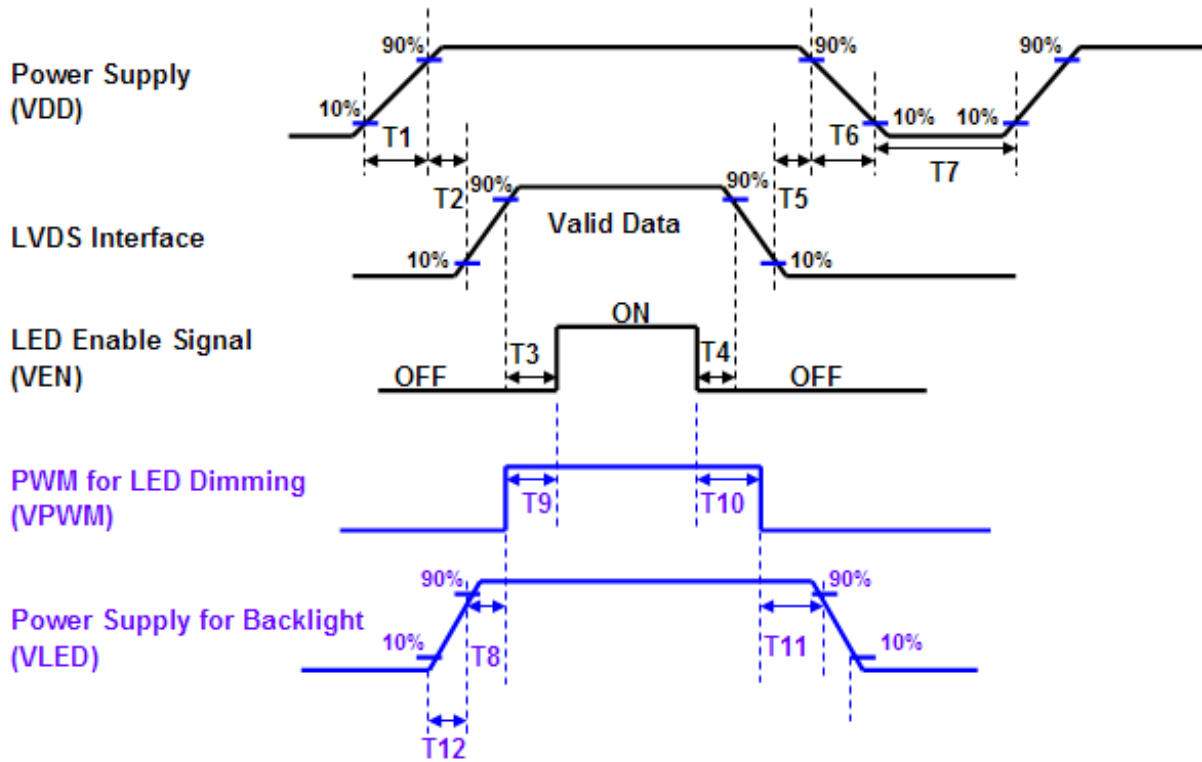 90%
90%
90%
Power Supply
(VDD)
10%
T1
T6
10%
10%
T7
T2
90%
90%
T5
LVDS Interface
Valid Data
10%
10%
ON
LED Enable Signal
(VEN)
T3
T4
OFF
OFF
PWM for LED Dimming
(VPWM)
T9
T10
90%
90%
Power Supply for Backlight
(VLED)
10%
T8
T11
10%
T12